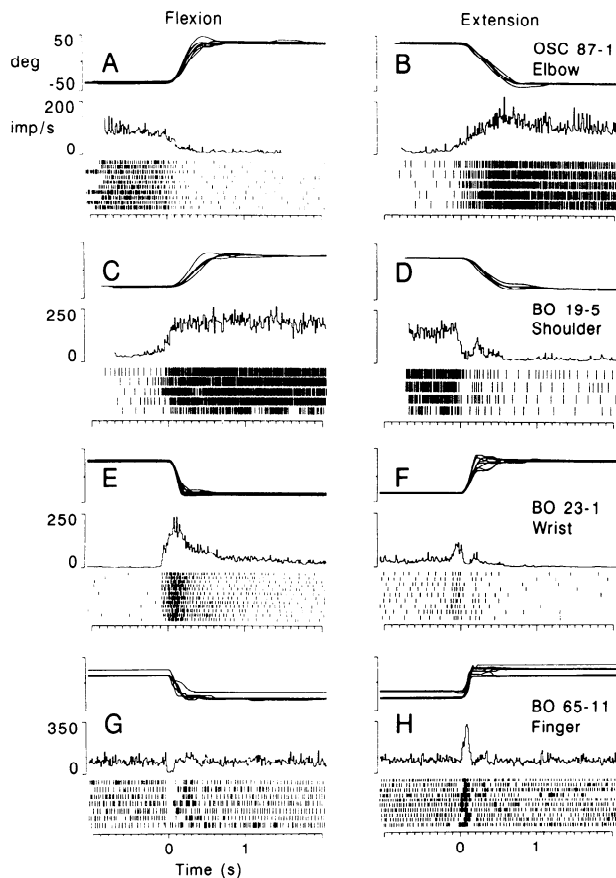 Flexion
Extension
deg
50
-50
A
B
OSC 87-1
Elbow
imp/s
200
0
C
D
BO 19-5
Shoulder
250
0
E
F
BO 23-1
Wrist
250
0
G
H
BO 65-11
Finger
350
0
0 1
0 1
Time (s)